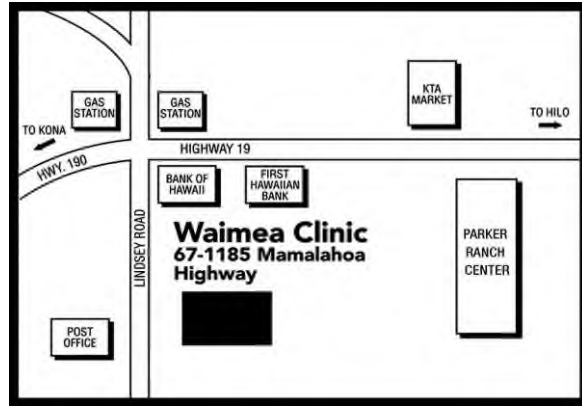 GAS
STATION
GAS
STATION
KTA
MARKET
TO KONA
TO HILO
HIGHWAY 19
HWY. 190
BANK OF
HAWAII
FIRST
HAWAIIAN
BANK
LINDSEY ROAD
Waimea Clinic
67-1185 Mamalahoa
Highway
PARKER
RANCH
CENTER
POST
OFFICE